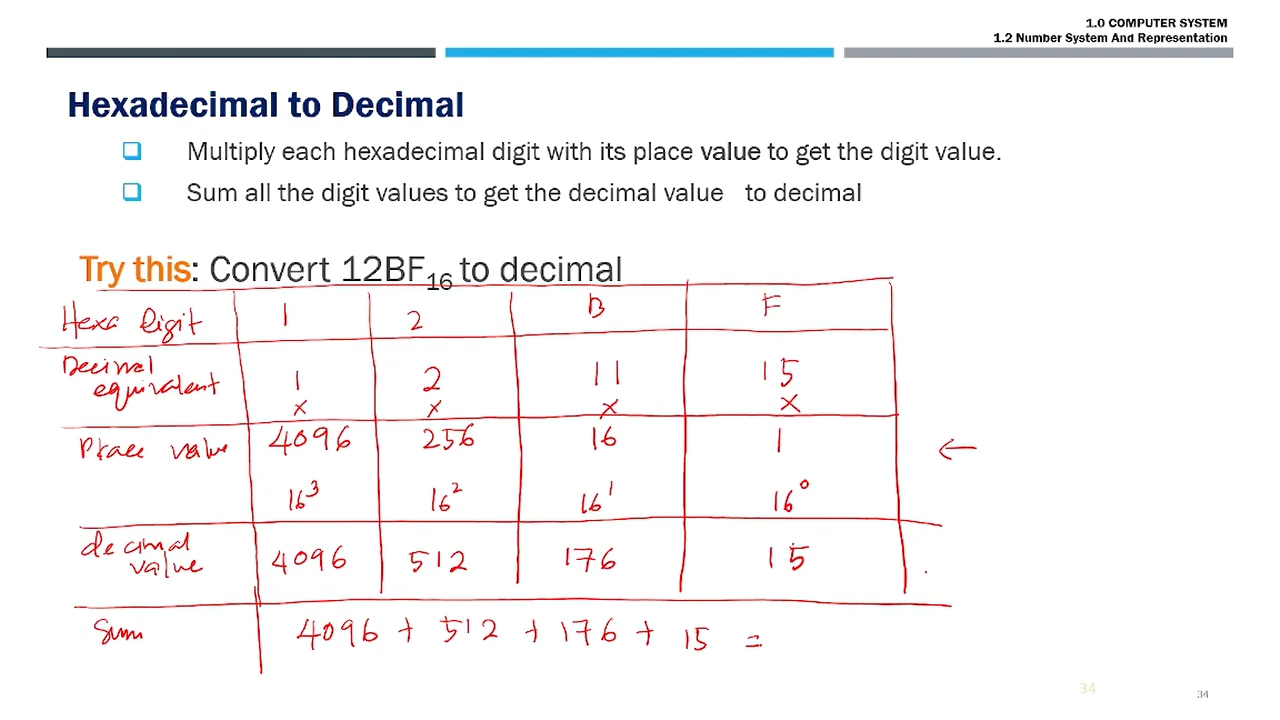 1.0 COMPUTER SYSTEM
1.2 Number System And Representation
Hexadecimal to Decimal
Multiply each hexadecimal digit with its place value to get the digit value.
Sum all the digit values to get the decimal value to decimal
Try this: Convert 12BF₁₆ to decimal
Hexa Digit 1 2 B F
Decimal
equivalent 1 2 11 15
× × × ×
Place value 4096 256 16 1 ←
16³ 16² 16¹ 16⁰
decimal
value 4096 512 176 15
Sum 4096 + 512 + 176 + 15 =
34
34